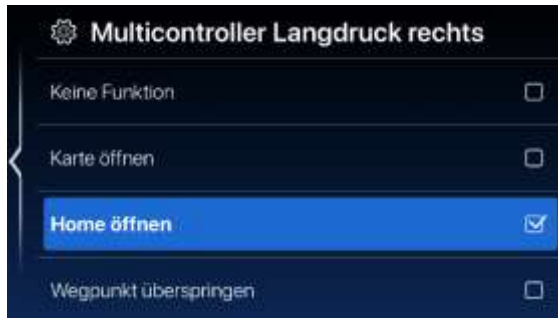 Multicontroller Langdruck rechts
Keine Funktion
Karte öffnen
Home öffnen
Wegpunkt überspringen